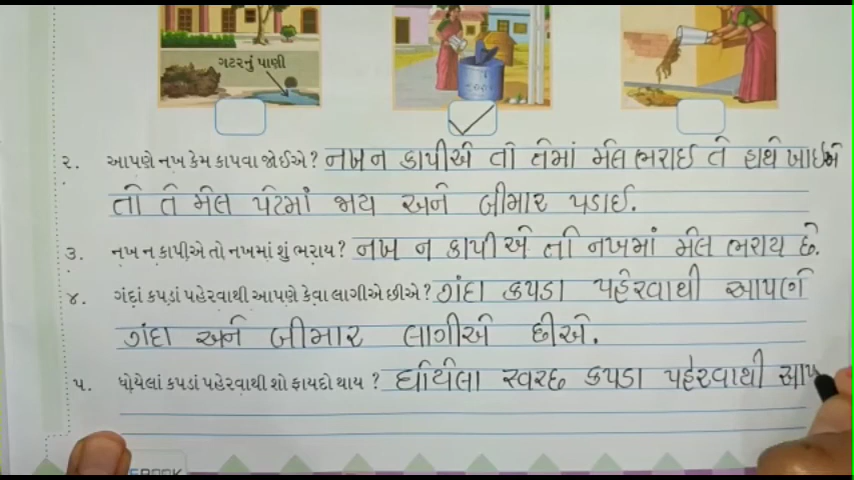 ગટરનું પાણી
૨. આપણે નખ કેમ કાપવા જોઈએ? નખ ન કાપીએ તો તેમાં મેલ ભરાઈ તે હાથે ખાઈએ
તો તે મેલ પેટમાં જાય અને બીમાર પડાઈ.
૩. નખ ન કાપીએ તો નખમાં શું ભરાય? નખ ન કાપીએ તો નખમાં મેલ ભરાય છે.
૪. ગંદાં કપડાં પહેરવાથી આપણે કેવા લાગીએ છીએ? ગંદા કપડા પહેરવાથી આપણે
ગંદા અને બીમાર લાગીએ છીએ.
૫. ધોયેલાં કપડાં પહેરવાથી શો ફાયદો થાય? ધોયેલા સ્વચ્છ કપડા પહેરવાથી આપ